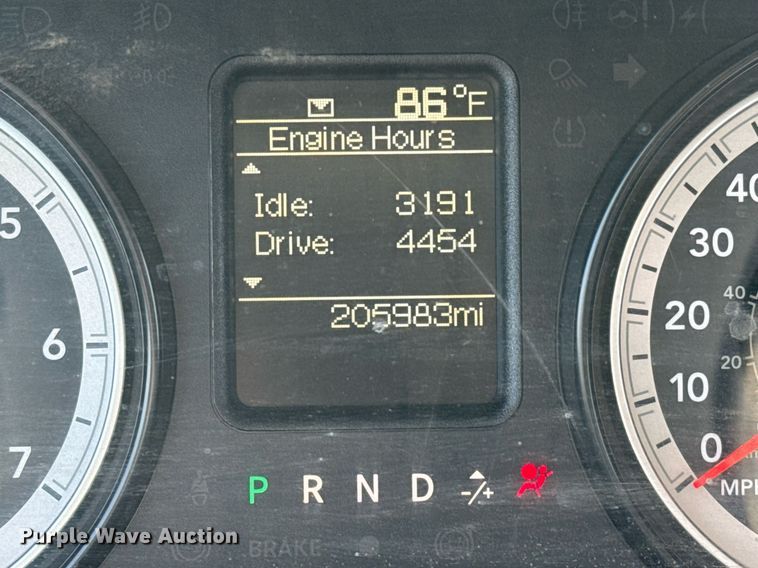 86°F
Engine Hours
Idle: 3191
Drive: 4454
205983mi
5
6
7
40
30
20
10
0
MPH
40
20
P R N D -/+
BRAKE
Purple Wave Auction